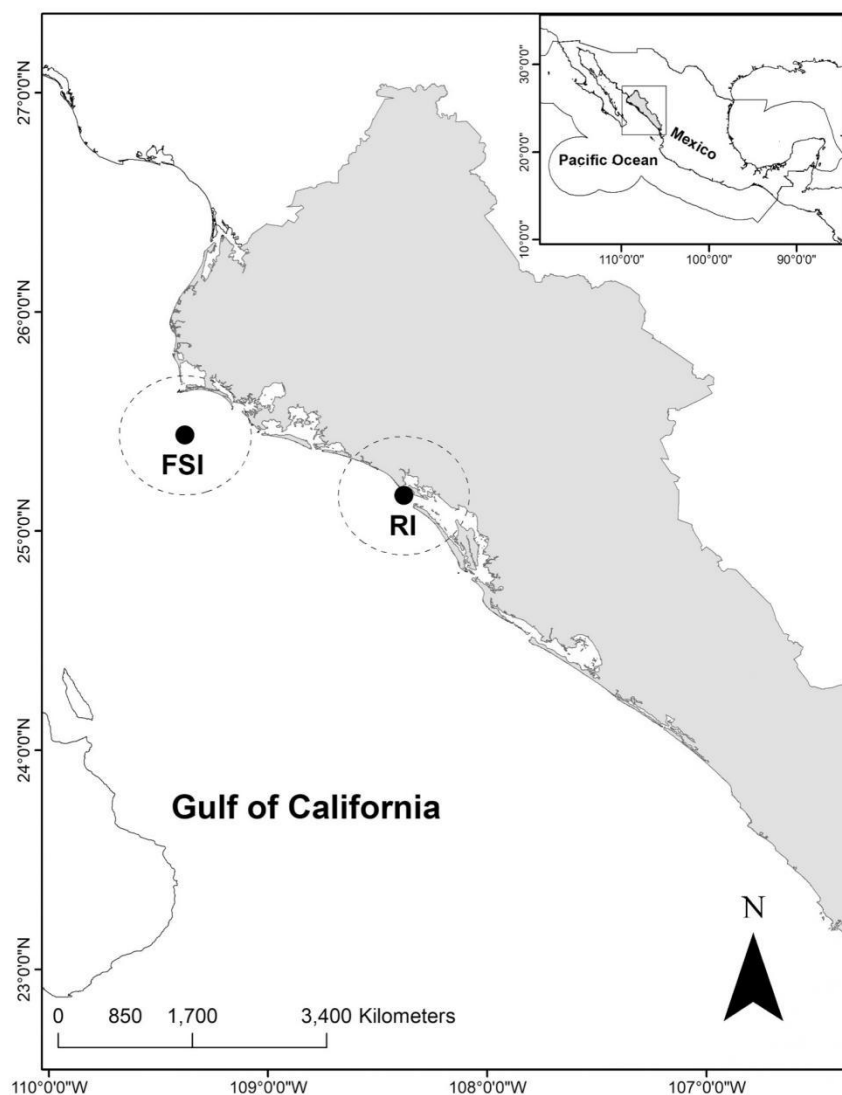 30°0'0"
20°0'0"
10°0'0"
Mexico
Pacific Ocean
110°0'0"
100°0'0"
90°0'0"
27°0'0"N
26°0'0"N
25°0'0"N
24°0'0"N
23°0'0"N
FSI
RI
Gulf of California
N
0 850 1,700 3,400 Kilometers
110°0'0"W
109°0'0"W
108°0'0"W
107°0'0"W